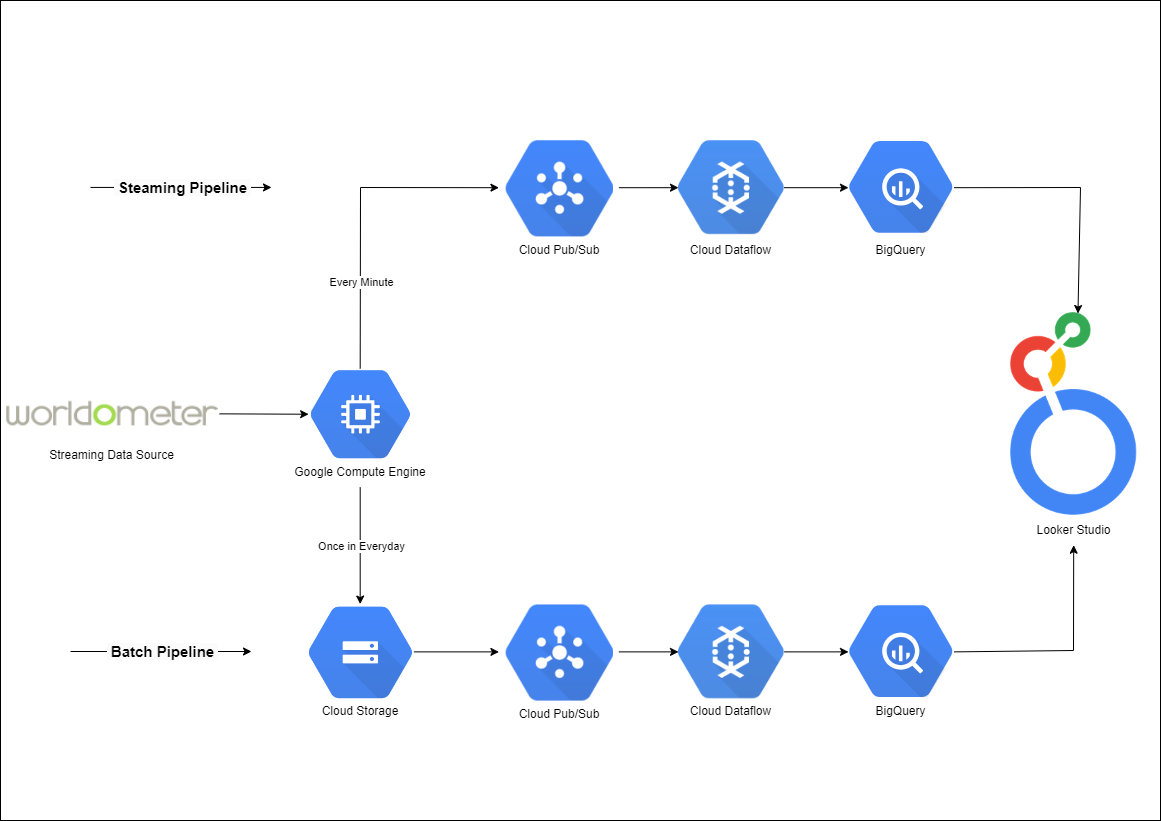 Steaming Pipeline
Cloud Pub/Sub
Cloud Dataflow
BigQuery
Every Minute
worldometer
Streaming Data Source
Google Compute Engine
Looker Studio
Once in Everyday
Batch Pipeline
Cloud Storage
Cloud Pub/Sub
Cloud Dataflow
BigQuery